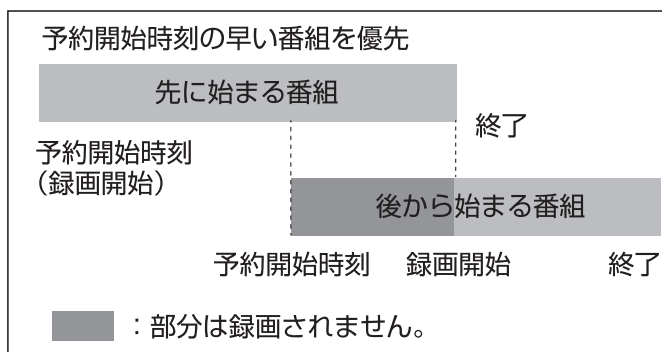 予約開始時刻の早い番組を優先
先に始まる番組
終了
予約開始時刻
(録画開始)
後から始まる番組
予約開始時刻 録画開始 終了
：部分は録画されません。